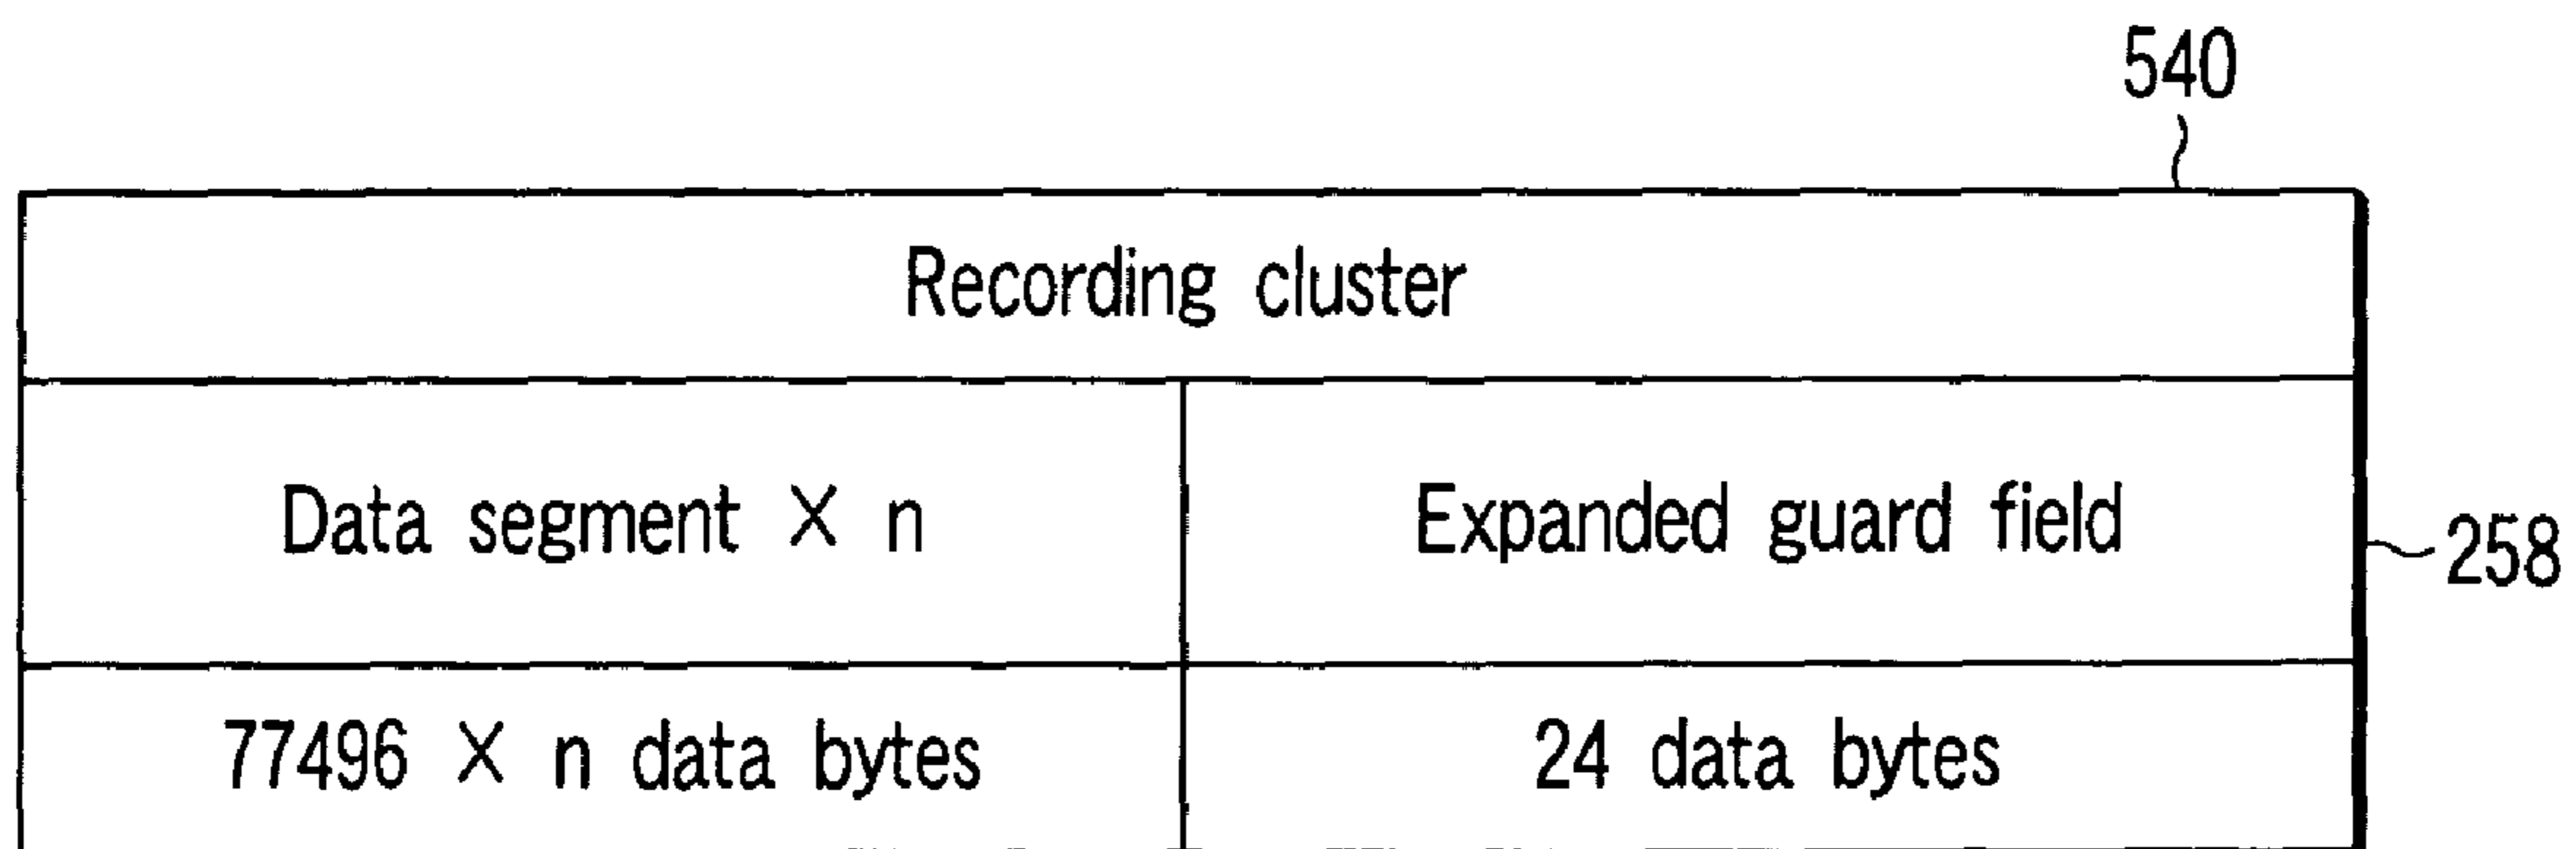 540
Recording cluster
Data segment X n
Expanded guard field
258
77496 X n data bytes
24 data bytes